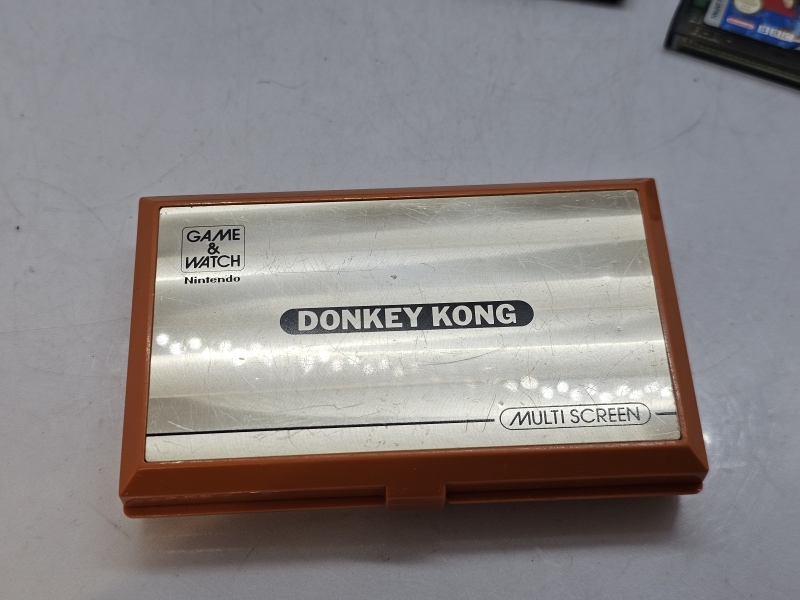 GAME
&
WATCH
Nintendo
DONKEY KONG
MULTI SCREEN